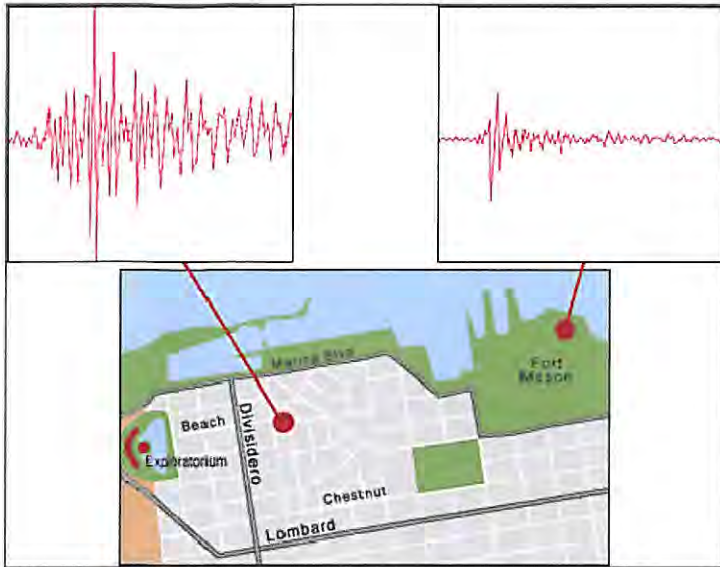 Marina Blvd
Fort
Mason
Beach
Divisidero
Exploratorium
Chestnut
Lombard